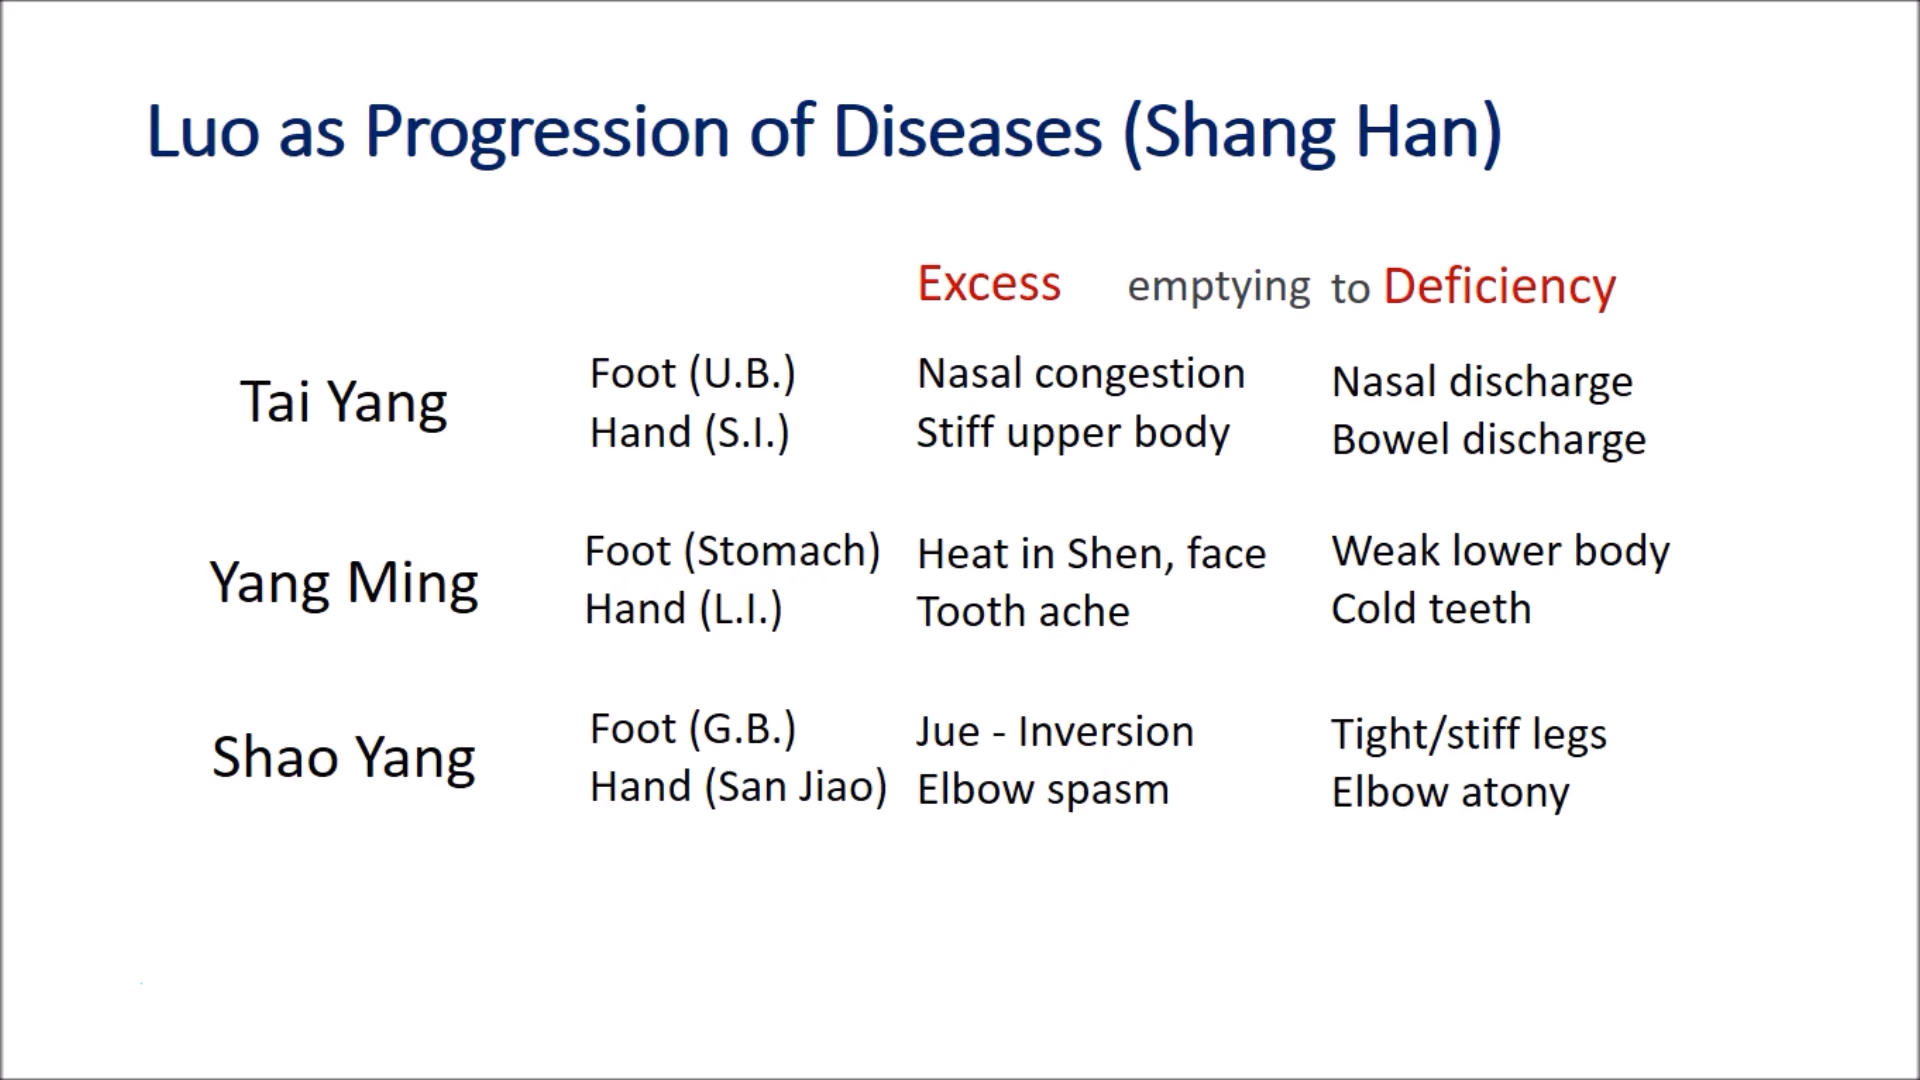 Luo as Progression of Diseases (Shang Han)
Excess emptying to Deficiency
Tai Yang
Foot (U.B.) Nasal congestion Nasal discharge
Hand (S.I.) Stiff upper body Bowel discharge
Yang Ming
Foot (Stomach) Heat in Shen, face Weak lower body
Hand (L.I.) Tooth ache Cold teeth
Shao Yang
Foot (G.B.) Jue - Inversion Tight/stiff legs
Hand (San Jiao) Elbow spasm Elbow atony